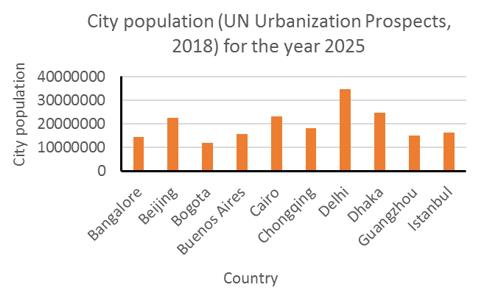 City population (UN Urbanization Prospects,
2018) for the year 2025
City population
40000000
30000000
20000000
10000000
0
Bangalore
Beijing
Bogota
Buenos Aires
Cairo
Chongqing
Delhi
Dhaka
Guangzhou
Istanbul
Country